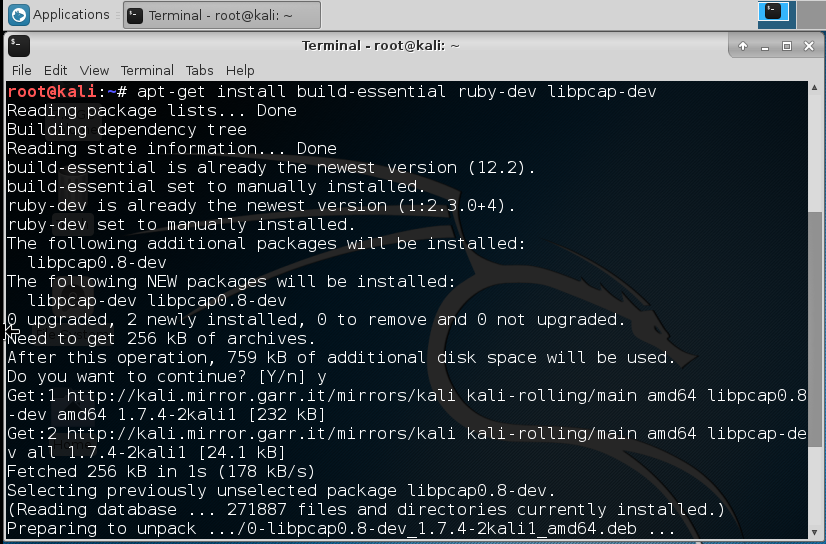 Applications
Terminal - root@kali: ~
Terminal - root@kali: ~
File Edit View Terminal Tabs Help
root@kali:~# apt-get install build-essential ruby-dev libpcap-dev
Reading package lists... Done
Building dependency tree
Reading state information... Done
build-essential is already the newest version (12.2).
build-essential set to manually installed.
ruby-dev is already the newest version (1:2.3.0+4).
ruby-dev set to manually installed.
The following additional packages will be installed:
  libpcap0.8-dev
The following NEW packages will be installed:
  libpcap-dev libpcap0.8-dev
0 upgraded, 2 newly installed, 0 to remove and 0 not upgraded.
Need to get 256 kB of archives.
After this operation, 759 kB of additional disk space will be used.
Do you want to continue? [Y/n] y
Get:1 http://kali.mirror.garr.it/mirrors/kali kali-rolling/main amd64 libpcap0.8
-dev amd64 1.7.4-2kali1 [232 kB]
Get:2 http://kali.mirror.garr.it/mirrors/kali kali-rolling/main amd64 libpcap-de
v all 1.7.4-2kali1 [24.1 kB]
Fetched 256 kB in 1s (178 kB/s)
Selecting previously unselected package libpcap0.8-dev.
(Reading database ... 271887 files and directories currently installed.)
Preparing to unpack .../0-libpcap0.8-dev_1.7.4-2kali1_amd64.deb ...